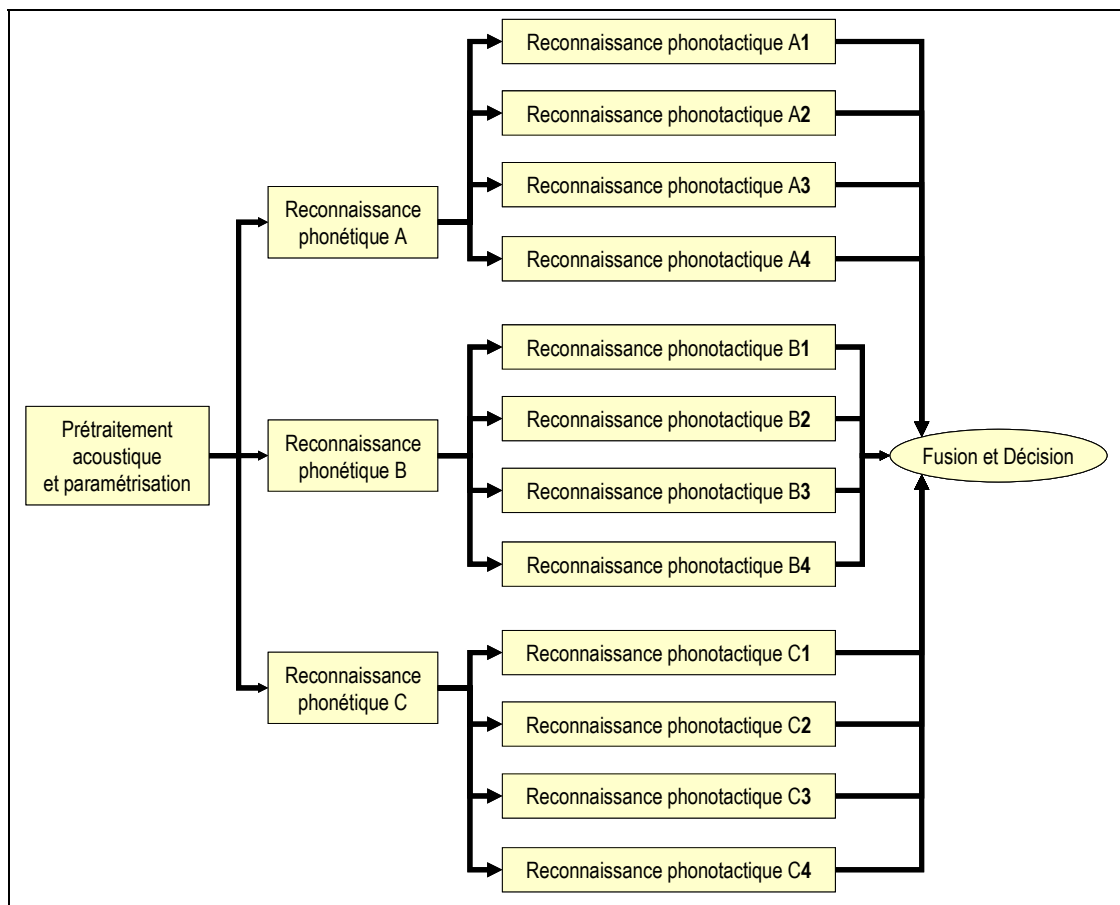 Prétraitement
acoustique
et paramétrisation
Reconnaissance
phonétique A
Reconnaissance phonotactique A1
Reconnaissance phonotactique A2
Reconnaissance phonotactique A3
Reconnaissance phonotactique A4
Reconnaissance
phonétique B
Reconnaissance phonotactique B1
Reconnaissance phonotactique B2
Reconnaissance phonotactique B3
Reconnaissance phonotactique B4
Reconnaissance
phonétique C
Reconnaissance phonotactique C1
Reconnaissance phonotactique C2
Reconnaissance phonotactique C3
Reconnaissance phonotactique C4
Fusion et Décision